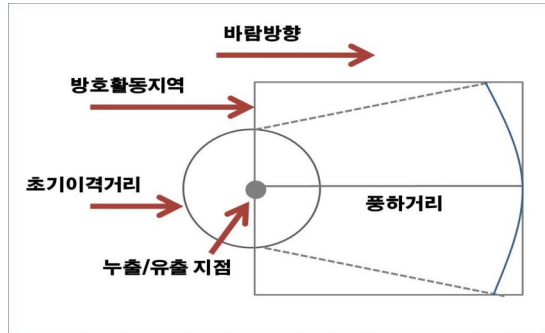 바람방향
방호활동지역
초기이격거리
풍하거리
누출/유출 지점